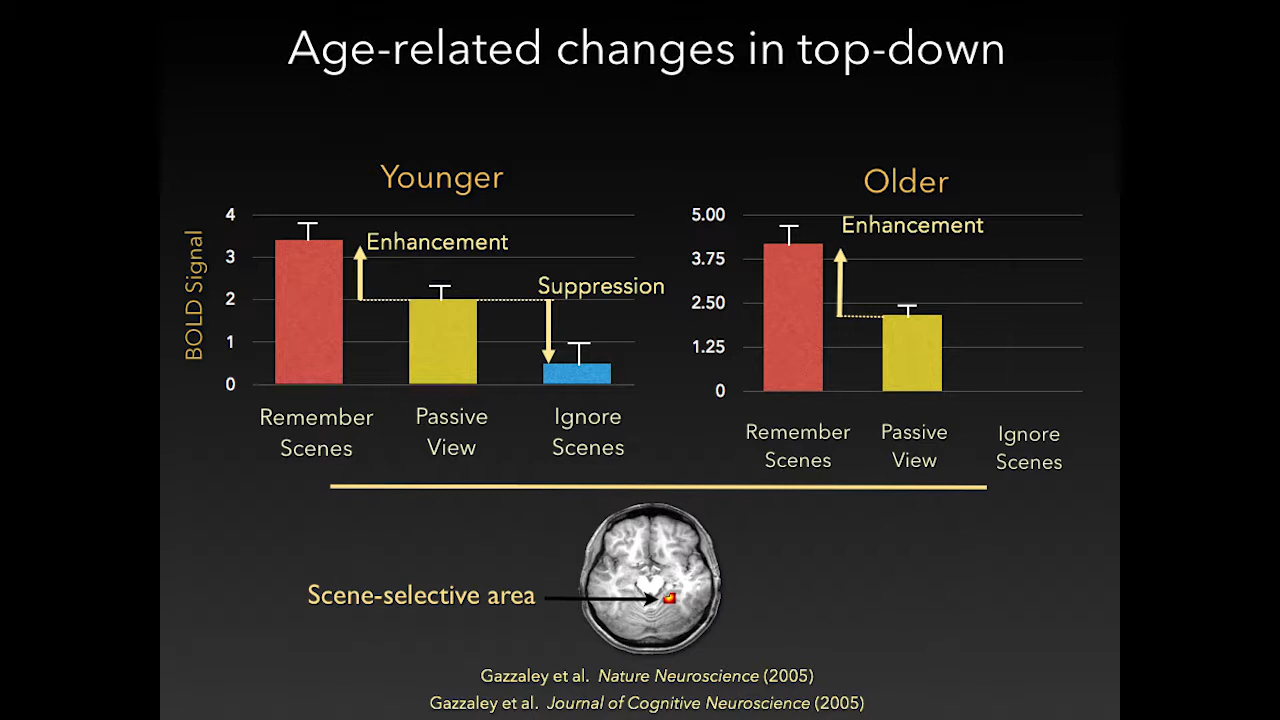 Age-related changes in top-down
Younger
BOLD Signal
4
3
2
1
0
Enhancement
Suppression
Remember
Scenes
Passive
View
Ignore
Scenes
Older
5.00
3.75
2.50
1.25
0
Enhancement
Remember
Scenes
Passive
View
Ignore
Scenes
Scene-selective area
Gazzaley et al. Nature Neuroscience (2005)
Gazzaley et al. Journal of Cognitive Neuroscience (2005)